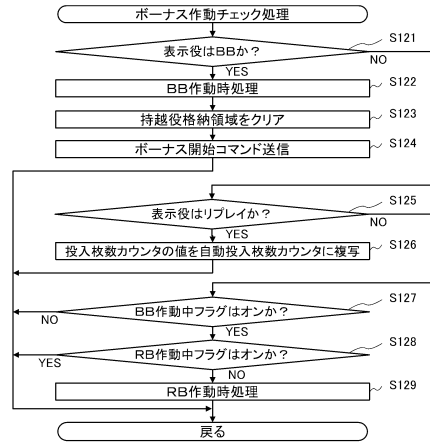 ボーナス作動チェック処理
S121
表示役はBBか？
NO
YES
S122
BB作動時処理
S123
持越役格納領域をクリア
S124
ボーナス開始コマンド送信
S125
表示役はリプレイか？
NO
YES
S126
投入枚数カウンタの値を自動投入枚数カウンタに複写
S127
BB作動中フラグはオンか？
NO
YES
S128
RB作動中フラグはオンか？
YES
NO
S129
RB作動時処理
戻る